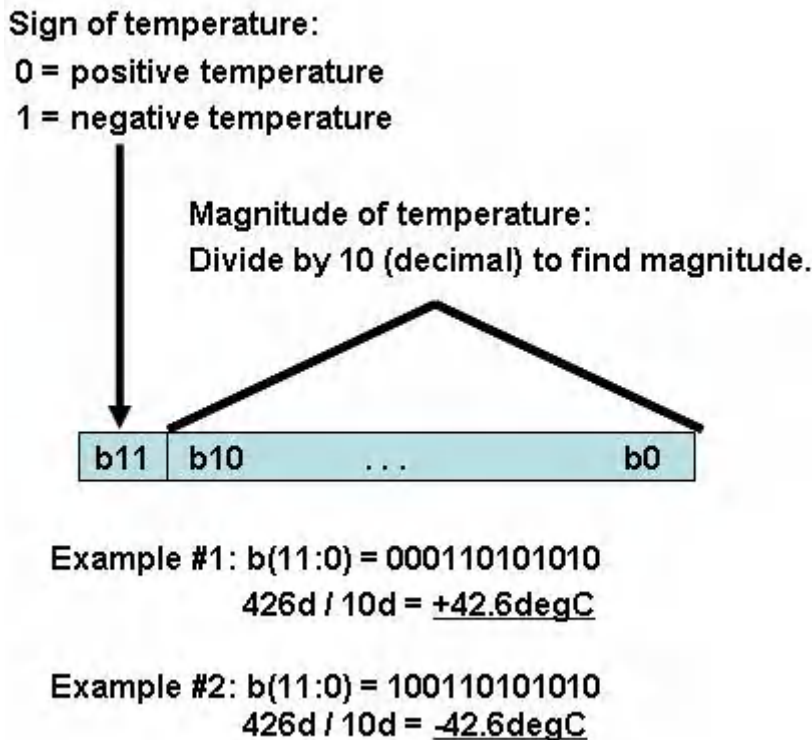 Sign of temperature:
0 = positive temperature
1 = negative temperature
Magnitude of temperature:
Divide by 10 (decimal) to find magnitude.
b11 b10 ... b0
Example #1: b(11:0) = 000110101010
426d / 10d = +42.6degC
Example #2: b(11:0) = 100110101010
426d / 10d = -42.6degC